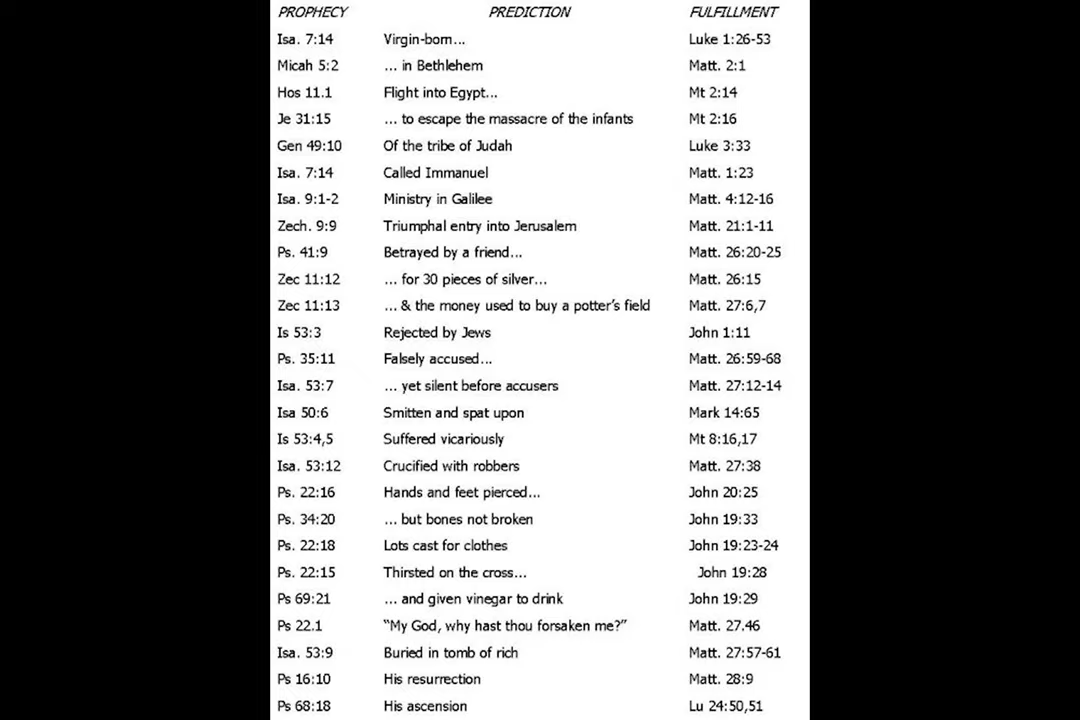 PROPHECY PREDICTION FULFILLMENT
Isa. 7:14 Virgin-born... Luke 1:26-53
Micah 5:2 ... in Bethlehem Matt. 2:1
Hos 11.1 Flight into Egypt... Mt 2:14
Je 31:15 ... to escape the massacre of the infants Mt 2:16
Gen 49:10 Of the tribe of Judah Luke 3:33
Isa. 7:14 Called Immanuel Matt. 1:23
Isa. 9:1-2 Ministry in Galilee Matt. 4:12-16
Zech. 9:9 Triumphal entry into Jerusalem Matt. 21:1-11
Ps. 41:9 Betrayed by a friend... Matt. 26:20-25
Zec 11:12 ... for 30 pieces of silver... Matt. 26:15
Zec 11:13 ... & the money used to buy a potter's field Matt. 27:6,7
Is 53:3 Rejected by Jews John 1:11
Ps. 35:11 Falsely accused... Matt. 26:59-68
Isa. 53:7 ... yet silent before accusers Matt. 27:12-14
Isa 50:6 Smitten and spat upon Mark 14:65
Is 53:4,5 Suffered vicariously Mt 8:16,17
Isa. 53:12 Crucified with robbers Matt. 27:38
Ps. 22:16 Hands and feet pierced... John 20:25
Ps. 34:20 ... but bones not broken John 19:33
Ps. 22:18 Lots cast for clothes John 19:23-24
Ps. 22:15 Thirsted on the cross... John 19:28
Ps 69:21 ... and given vinegar to drink John 19:29
Ps 22.1 “My God, why hast thou forsaken me?” Matt. 27.46
Isa. 53:9 Buried in tomb of rich Matt. 27:57-61
Ps 16:10 His resurrection Matt. 28:9
Ps 68:18 His ascension Lu 24:50,51